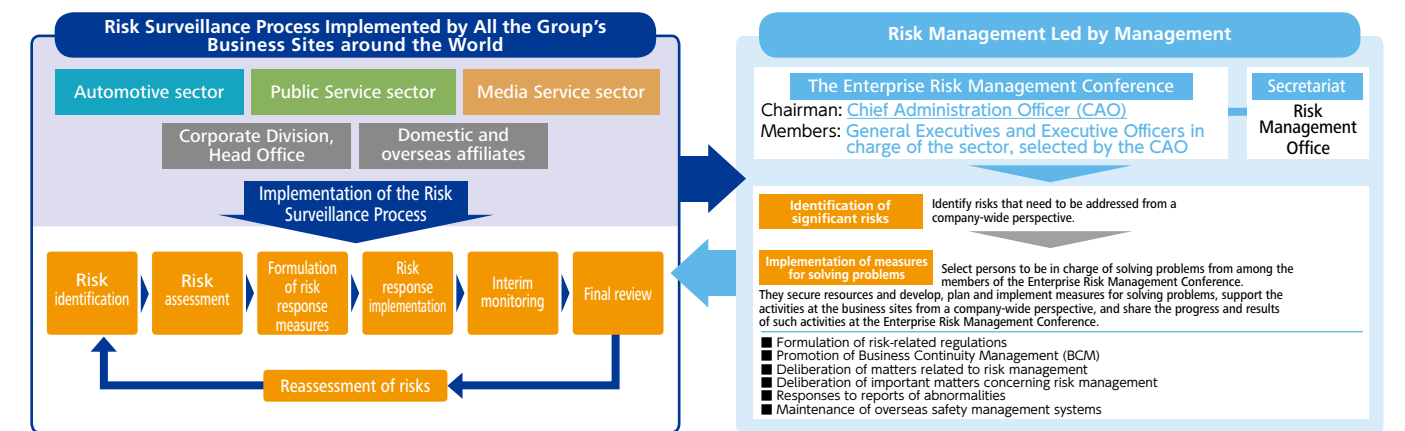 Risk Surveillance Process Implemented by All the Group's
Business Sites around the World
Automotive sector
Public Service sector
Media Service sector
Corporate Division,
Head Office
Domestic and
overseas affiliates
Implementation of the Risk
Surveillance Process
Risk
identification
Risk
assessment
Formulation
of risk
response
measures
Risk
response
implementation
Interim
monitoring
Final review
Reassessment of risks
Risk Management Led by Management
The Enterprise Risk Management Conference
Chairman: Chief Administration Officer (CAO)
Members: General Executives and Executive Officers in
charge of the sector, selected by the CAO
Secretariat
Risk
Management
Office
Identification of
significant risks
Identify risks that need to be addressed from a
company-wide perspective.
Implementation of measures
for solving problems
Select persons to be in charge of solving problems from among the
members of the Enterprise Risk Management Conference.
They secure resources and develop, plan and implement measures for solving problems, support the
activities at the business sites from a company-wide perspective, and share the progress and results
of such activities at the Enterprise Risk Management Conference.
■ Formulation of risk-related regulations
■ Promotion of Business Continuity Management (BCM)
■ Deliberation of matters related to risk management
■ Deliberation of important matters concerning risk management
■ Responses to reports of abnormalities
■ Maintenance of overseas safety management systems